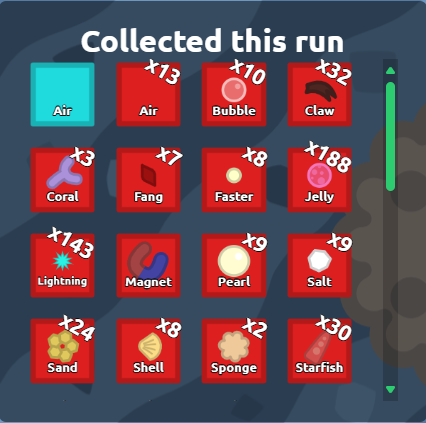 Collected this run
x13 x10 x32
Air Air Bubble Claw
x3 x7 x8 x188
Coral Fang Faster Jelly
x143 x9 x9
Lightning Magnet Pearl Salt
x24 x8 x2 x30
Sand Shell Sponge Starfish